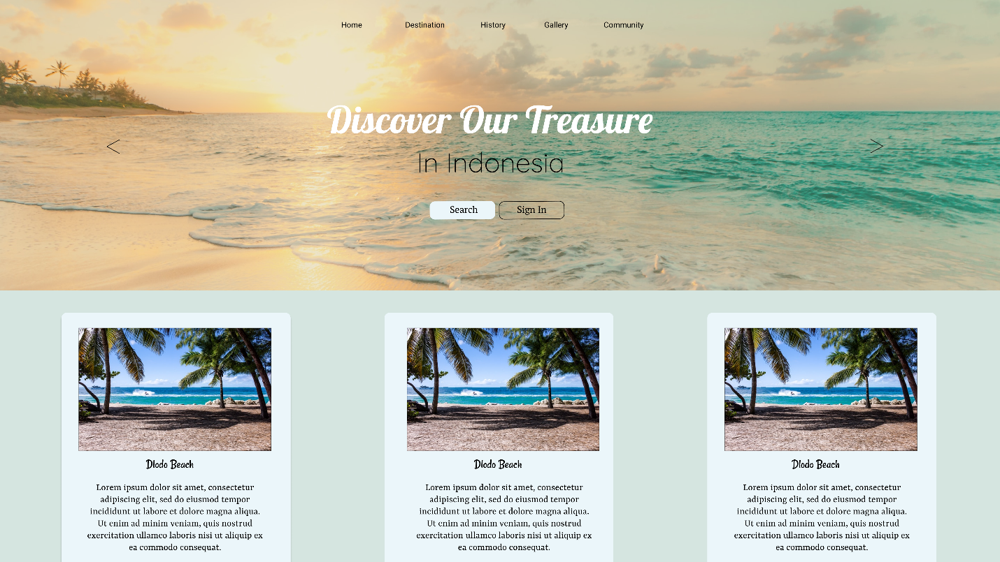 Home Destination History Gallery Community
Discover Our Treasure
< >
In Indonesia
Search Sign In
Dlodo Beach
Lorem ipsum dolor sit amet, consectetur
adipiscing elit, sed do eiusmod tempor
incididunt ut labore et dolore magna aliqua.
Ut enim ad minim veniam, quis nostrud
exercitation ullamco laboris nisi ut aliquip ex
ea commodo consequat.
Dlodo Beach
Lorem ipsum dolor sit amet, consectetur
adipiscing elit, sed do eiusmod tempor
incididunt ut labore et dolore magna aliqua.
Ut enim ad minim veniam, quis nostrud
exercitation ullamco laboris nisi ut aliquip ex
ea commodo consequat.
Dlodo Beach
Lorem ipsum dolor sit amet, consectetur
adipiscing elit, sed do eiusmod tempor
incididunt ut labore et dolore magna aliqua.
Ut enim ad minim veniam, quis nostrud
exercitation ullamco laboris nisi ut aliquip ex
ea commodo consequat.